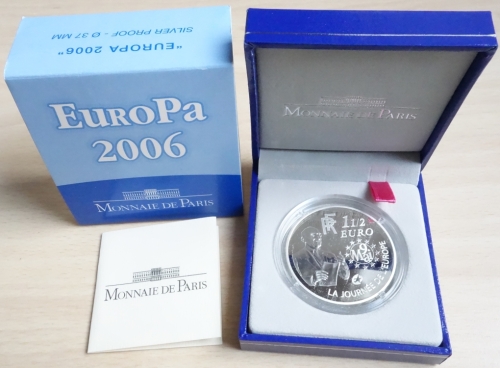 "EUROPA 2006"
SILVER PROOF - Ø 37 MM
EUROPA
2006
MONNAIE DE PARIS
MONNAIE DE PARIS
MONNAIE DE PARIS
1 1/2
EURO
LA JOURNÉE DE L'EUROPE